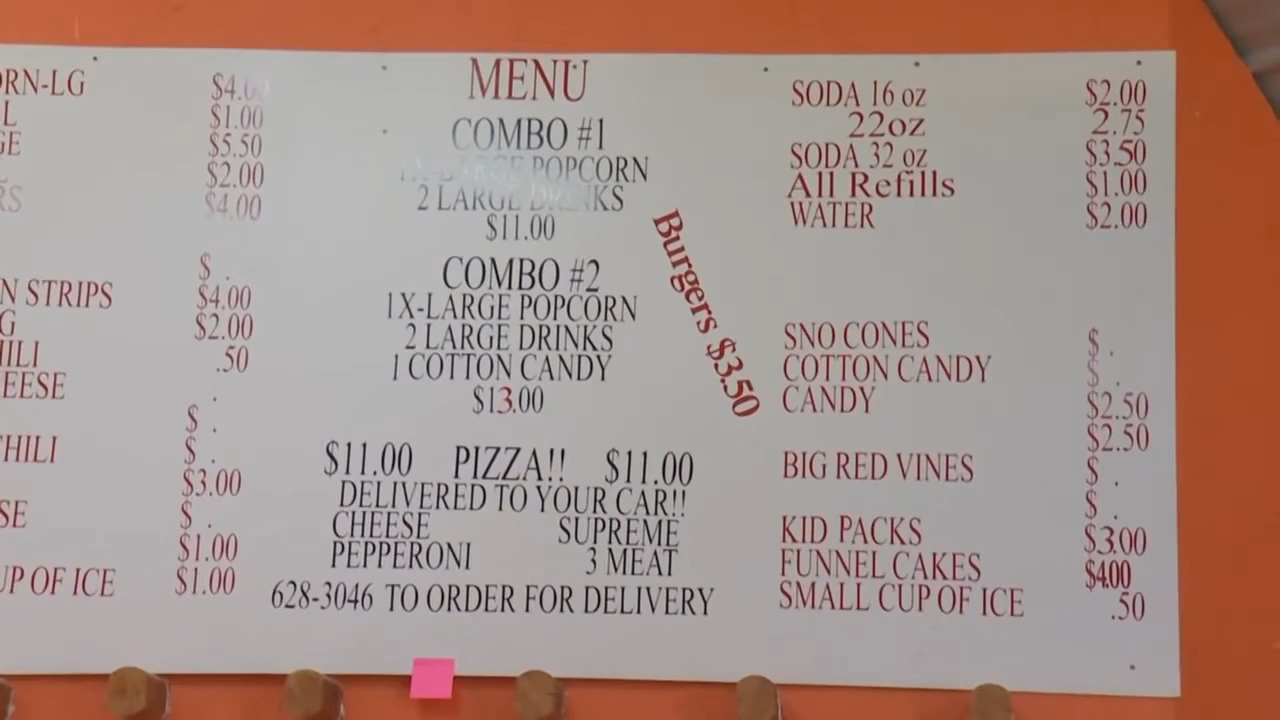 ORN-LG $4.00
L $1.00
GE $5.50
$2.00
RS $4.00
$ .
N STRIPS $4.00
G $2.00
HILI .50
EESE .
$ .
HILI $ .
$3.00
SE $ .
$1.00
UP OF ICE $1.00
MENU
COMBO #1
1X-LARGE POPCORN
2 LARGE DRINKS
$11.00
COMBO #2
1X-LARGE POPCORN
2 LARGE DRINKS
1 COTTON CANDY
$13.00
Burgers $3.50
$11.00 PIZZA!! $11.00
DELIVERED TO YOUR CAR!!
CHEESE SUPREME
PEPPERONI 3 MEAT
628-3046 TO ORDER FOR DELIVERY
SODA 16 oz $2.00
22oz 2.75
SODA 32 oz $3.50
All Refills $1.00
WATER $2.00
SNO CONES $ .
COTTON CANDY $ .
CANDY $2.50
$2.50
BIG RED VINES $ .
$ .
KID PACKS $3.00
FUNNEL CAKES $4.00
SMALL CUP OF ICE .50